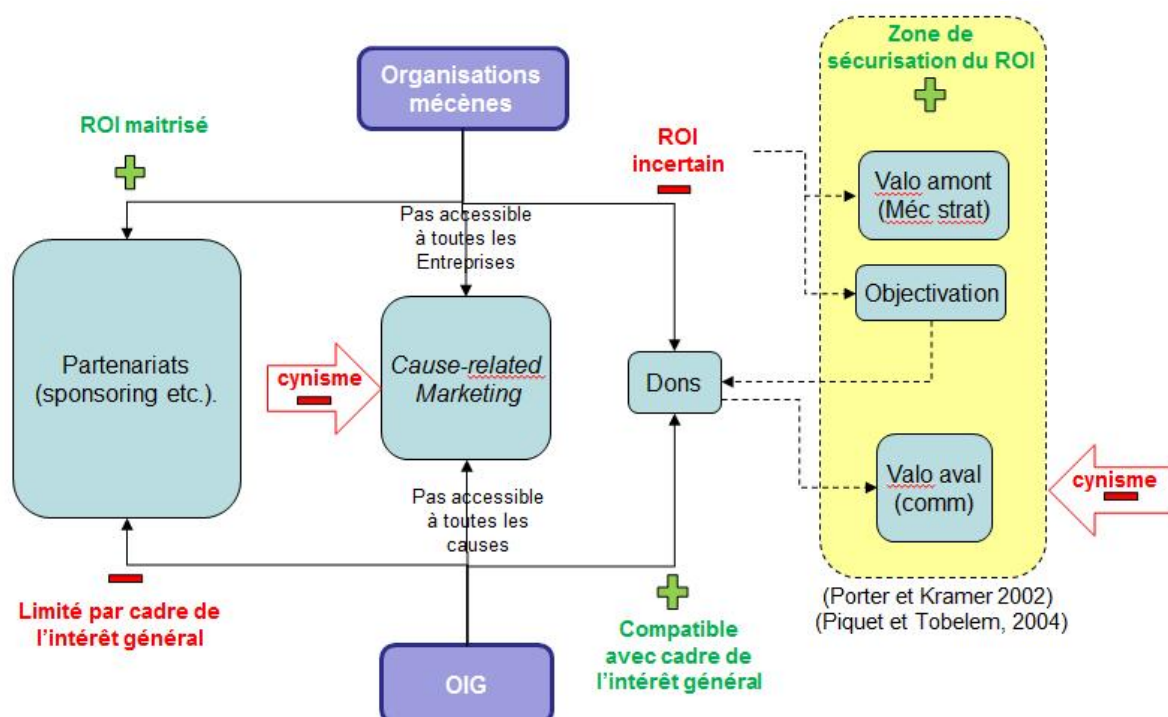 Organisations
mécènes
Zone de
sécurisation du ROI
ROI maitrisé
ROI
incertain
Valo amont
(Méc strat)
Pas accessible
à toutes les
Entreprises
Objectivation
Partenariats
(sponsoring etc.).
cynisme
Cause-related
Marketing
Dons
Valo aval
(comm)
cynisme
Pas accessible
à toutes les
causes
Limité par cadre de
l'intérêt général
OIG
Compatible
avec cadre de
l'intérêt général
(Porter et Kramer 2002)
(Piquet et Tobelem, 2004)